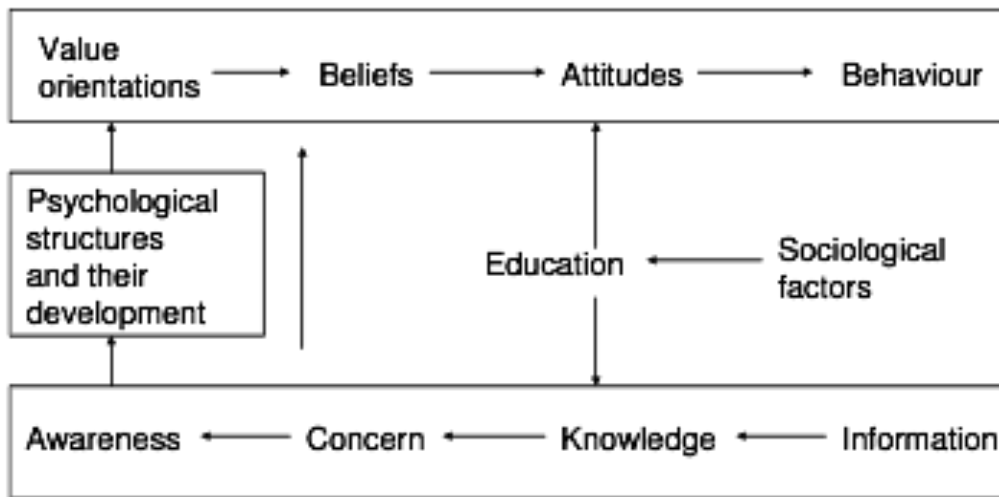 Value
orientations
Beliefs
Attitudes
Behaviour
Psychological
structures
and their
development
Education
Sociological
factors
Awareness
Concern
Knowledge
Information